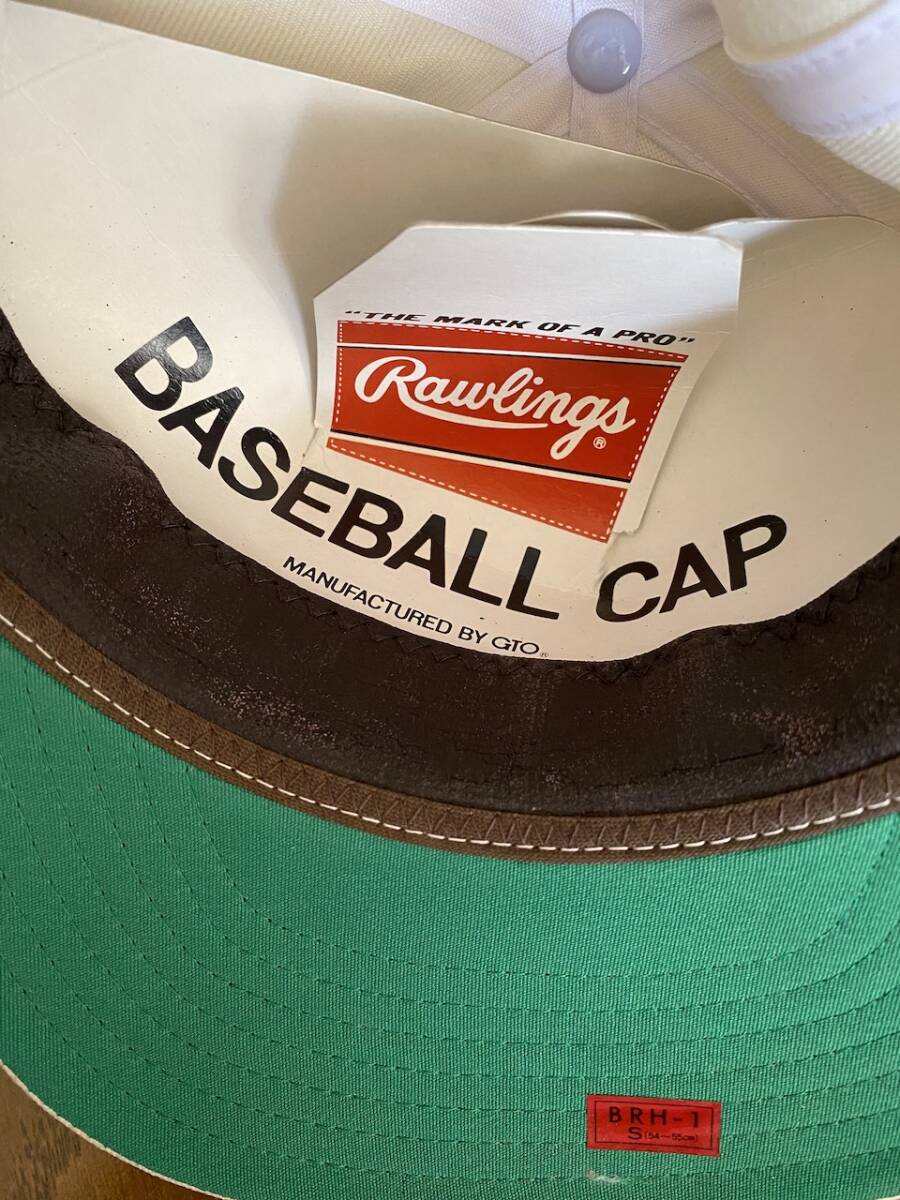 "THE MARK OF A PRO"
Rawlings®
BASEBALL CAP
MANUFACTURED BY GTO®
BRH-1
S(54~55cm)